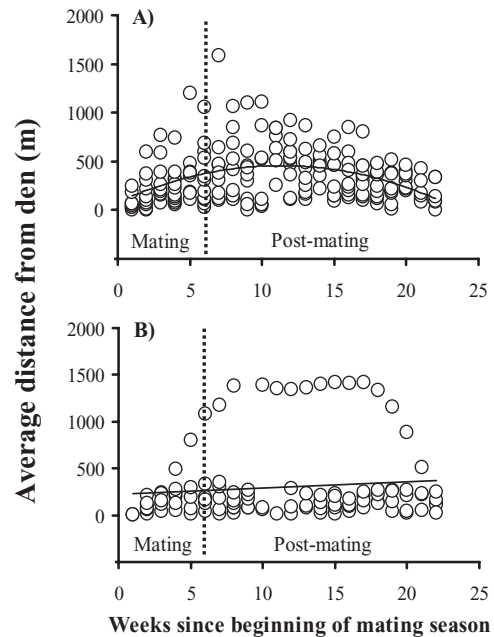 A)
2000
1500
1000
500
0
Mating Post-mating
0 5 10 15 20 25
B)
2000
1500
1000
500
0
Mating Post-mating
0 5 10 15 20 25
Average distance from den (m)
Weeks since beginning of mating season